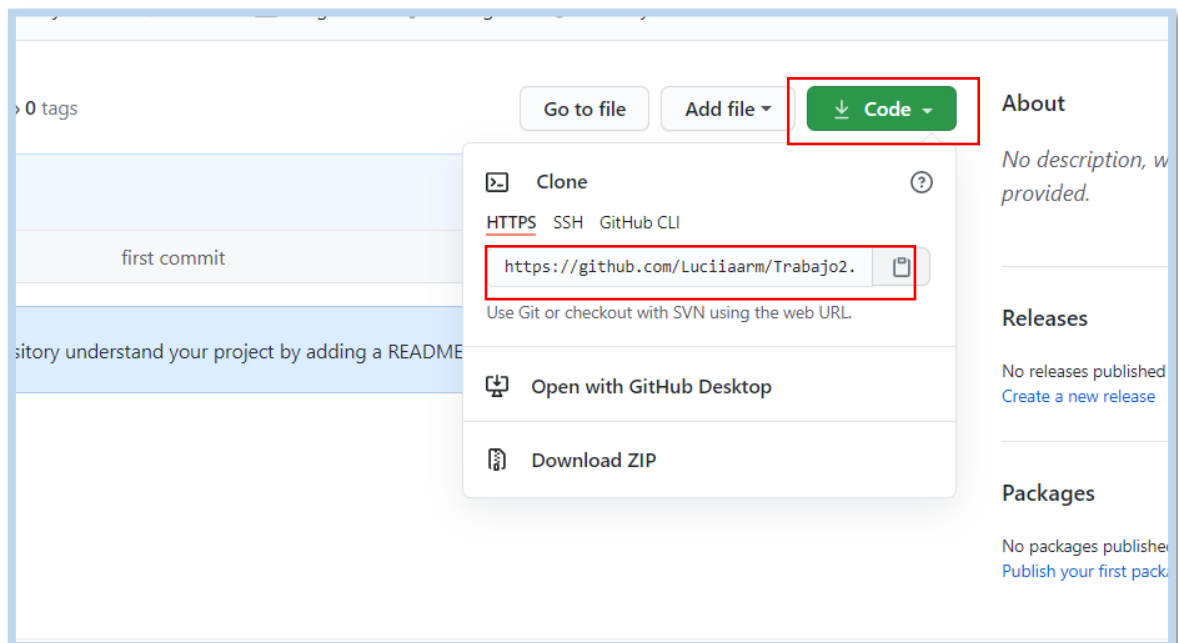 0 tags
Go to file
Add file
Code
About
No description, w
provided.
Clone
HTTPS SSH GitHub CLI
first commit
https://github.com/Luciiaarm/Trabajo2.
Use Git or checkout with SVN using the web URL.
Releases
sitory understand your project by adding a README
No releases published
Create a new release
Open with GitHub Desktop
Download ZIP
Packages
No packages publishe
Publish your first pack